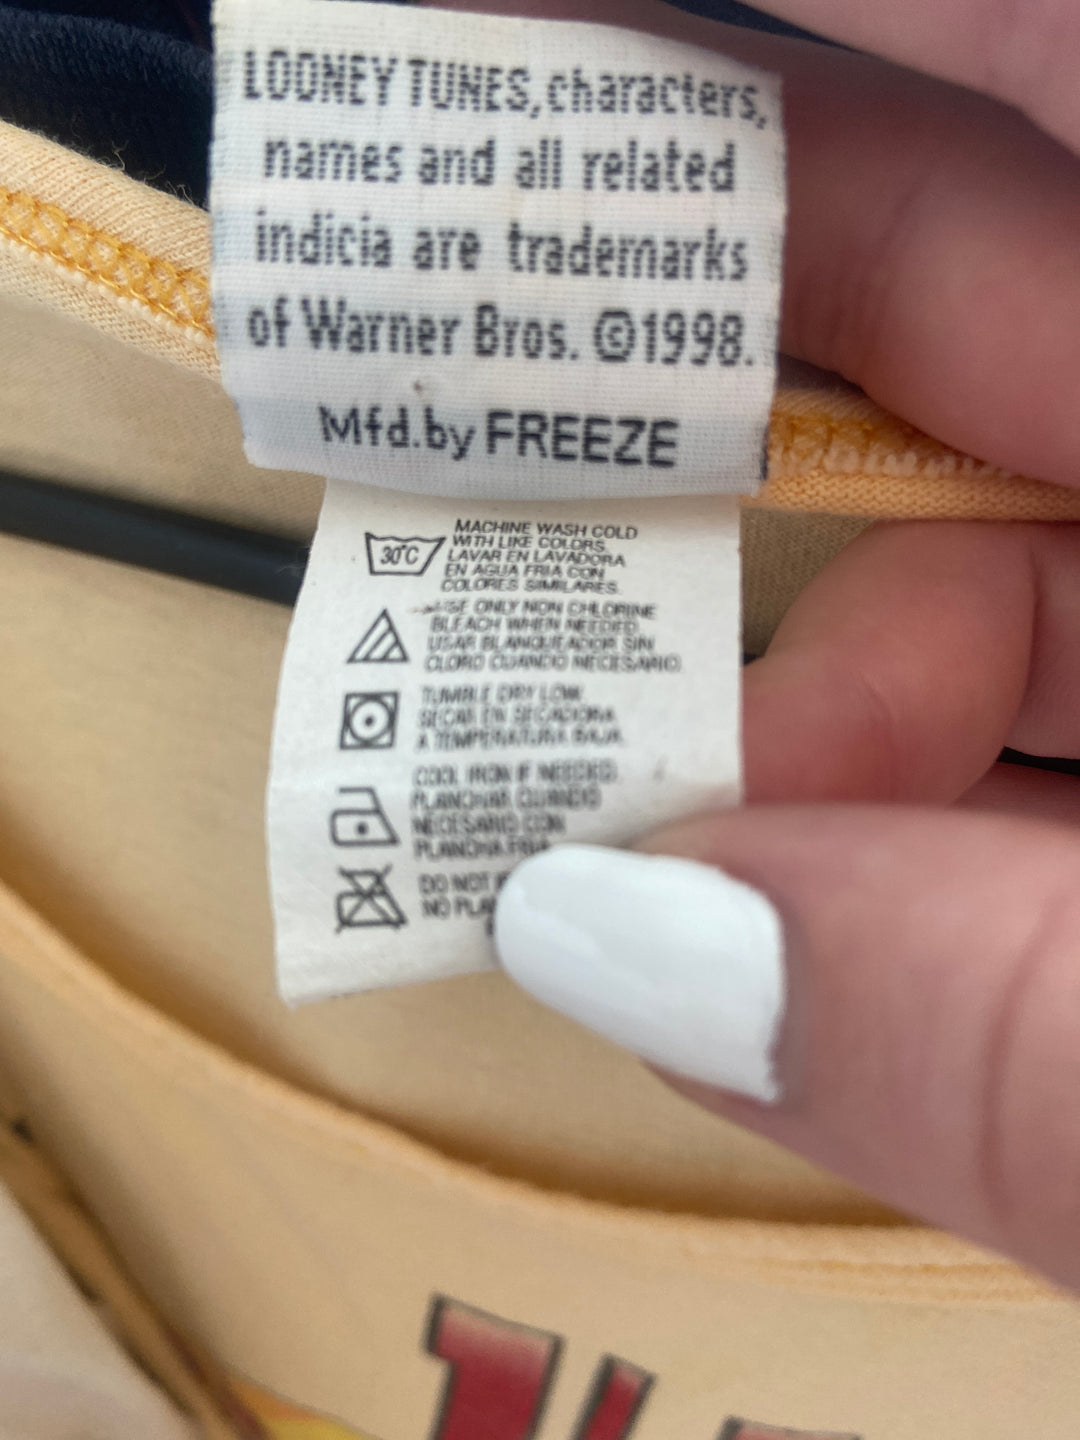 LOONEY TUNES, characters,
names and all related
indicia are trademarks
of Warner Bros. ©1998.
Mfd.by FREEZE
30°C
MACHINE WASH COLD
WITH LIKE COLORS.
LAVAR EN LAVADORA
EN AGUA FRIA CON
COLORES SIMILARES.
USE ONLY NON CHLORINE
BLEACH WHEN NEEDED
USAR BLANQUEADOR SIN
CLORO CUANDO NECESARIO.
TUMBLE DRY LOW.
SECAR EN SECADORA
A TEMPERATURA BAJA.
COOL IRON IF NEEDED.
PLANCHAR CUANDO
NECESARIO CON
PLANCHA FRIA
DO NOT
NO